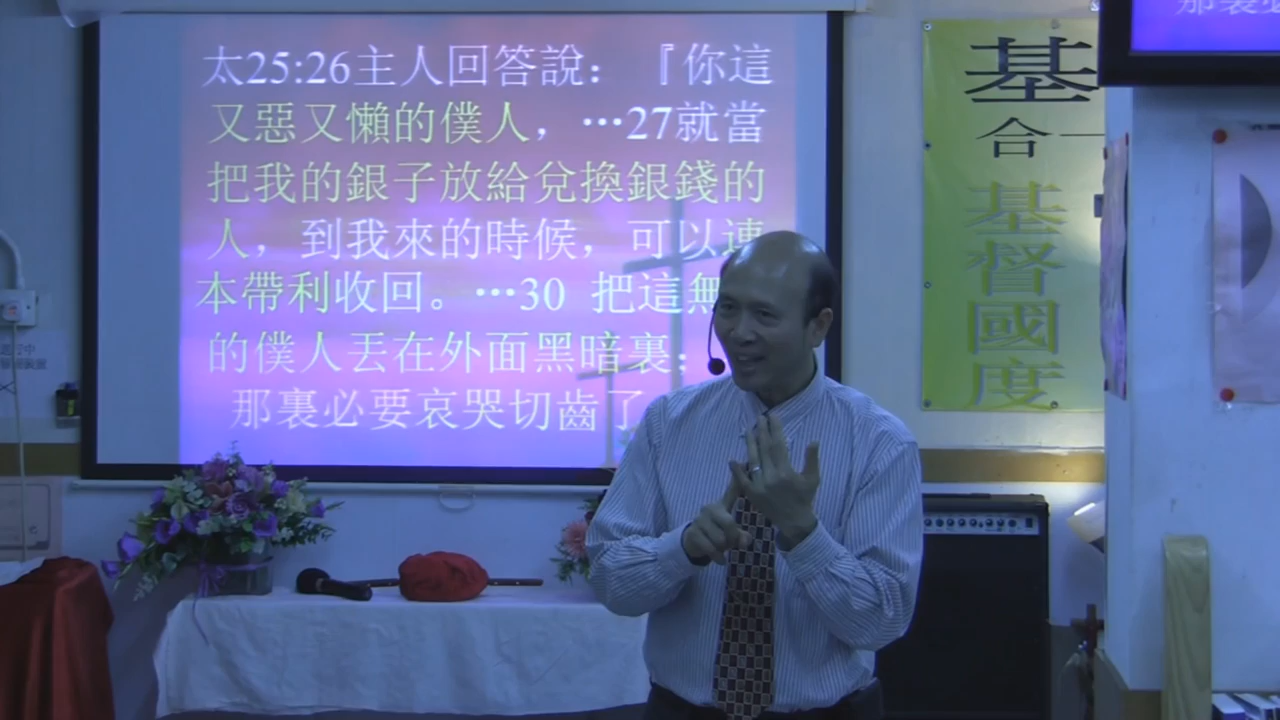 太25:26主人回答說：『你這
又惡又懶的僕人，…27就當
把我的銀子放給兌換銀錢的
人，到我來的時候，可以連
本帶利收回。…30 把這無
的僕人丟在外面黑暗裏；
那裏必要哀哭切齒了
基
合一
基督國度
那裏必